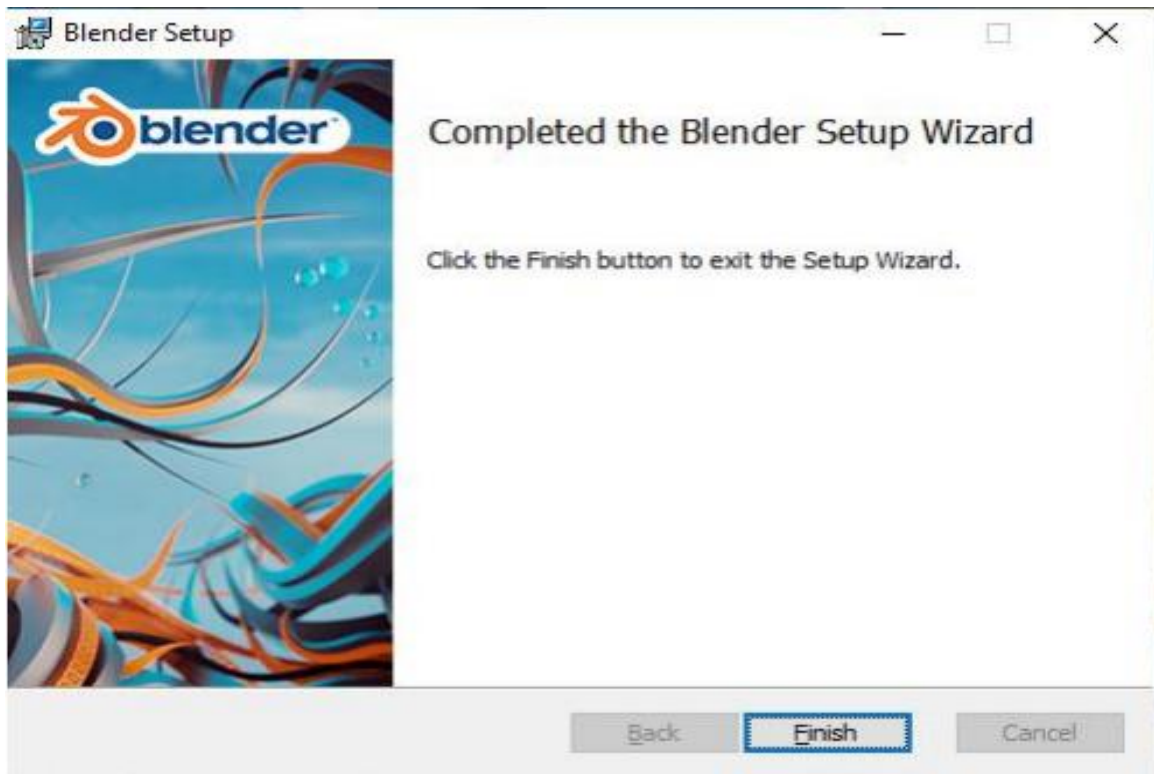 Blender Setup
blender
Completed the Blender Setup Wizard
Click the Finish button to exit the Setup Wizard.
Back Finish Cancel